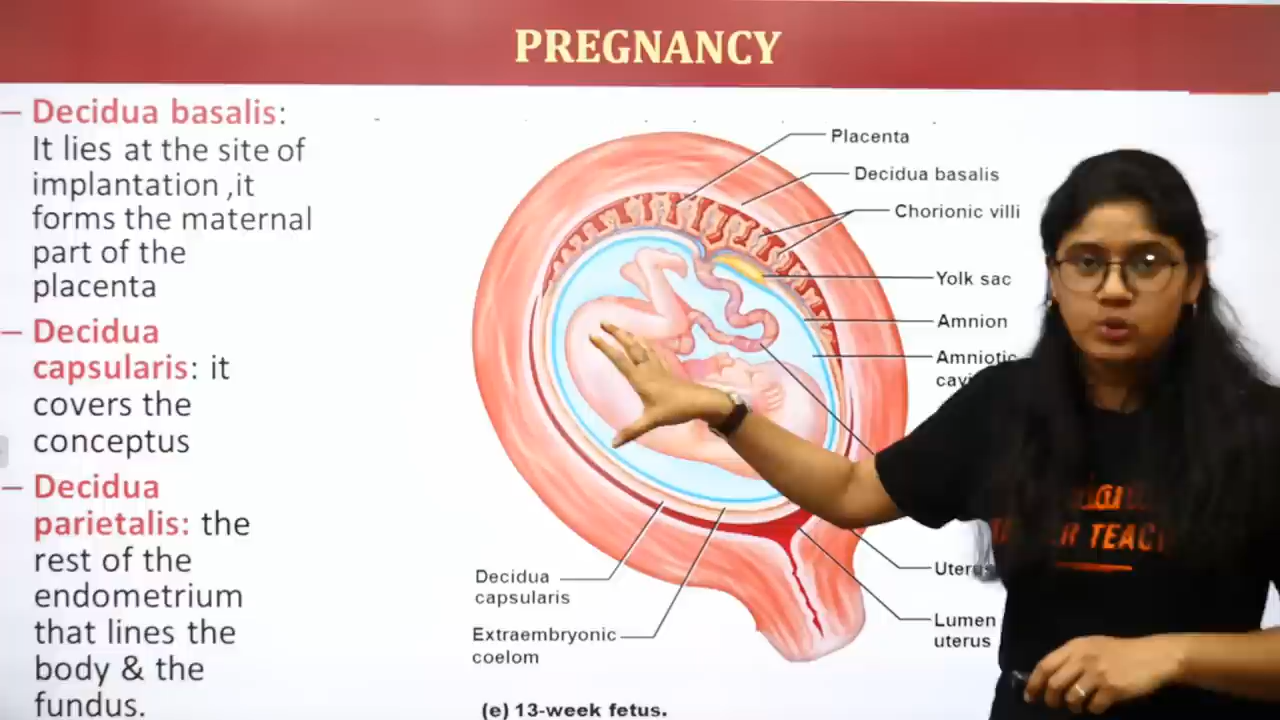 PREGNANCY
– Decidua basalis:
It lies at the site of
implantation ,it
forms the maternal
part of the
placenta
– Decidua
capsularis: it
covers the
conceptus
– Decidua
parietalis: the
rest of the
endometrium
that lines the
body & the
fundus.
Placenta
Decidua basalis
Chorionic villi
Yolk sac
Amnion
Amniotic
Uterus
Lumen
uterus
Decidua
capsularis
Extraembryonic
coelom
(e) 13-week fetus.